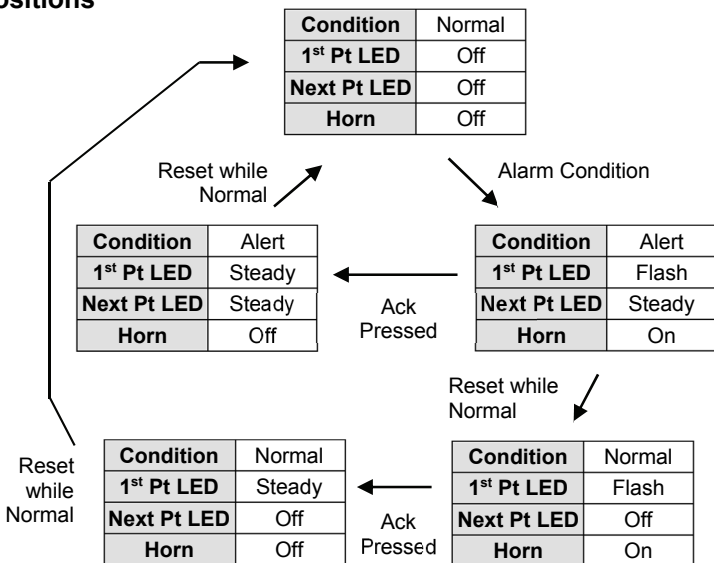 Condition Normal
1st Pt LED Off
Next Pt LED Off
Horn Off
Reset while
Normal
Alarm Condition
Condition Alert
1st Pt LED Steady
Next Pt LED Steady
Horn Off
Ack
Pressed
Condition Alert
1st Pt LED Flash
Next Pt LED Steady
Horn On
Reset while
Normal
Reset
while
Normal
Condition Normal
1st Pt LED Steady
Next Pt LED Off
Horn Off
Ack
Pressed
Condition Normal
1st Pt LED Flash
Next Pt LED Off
Horn On